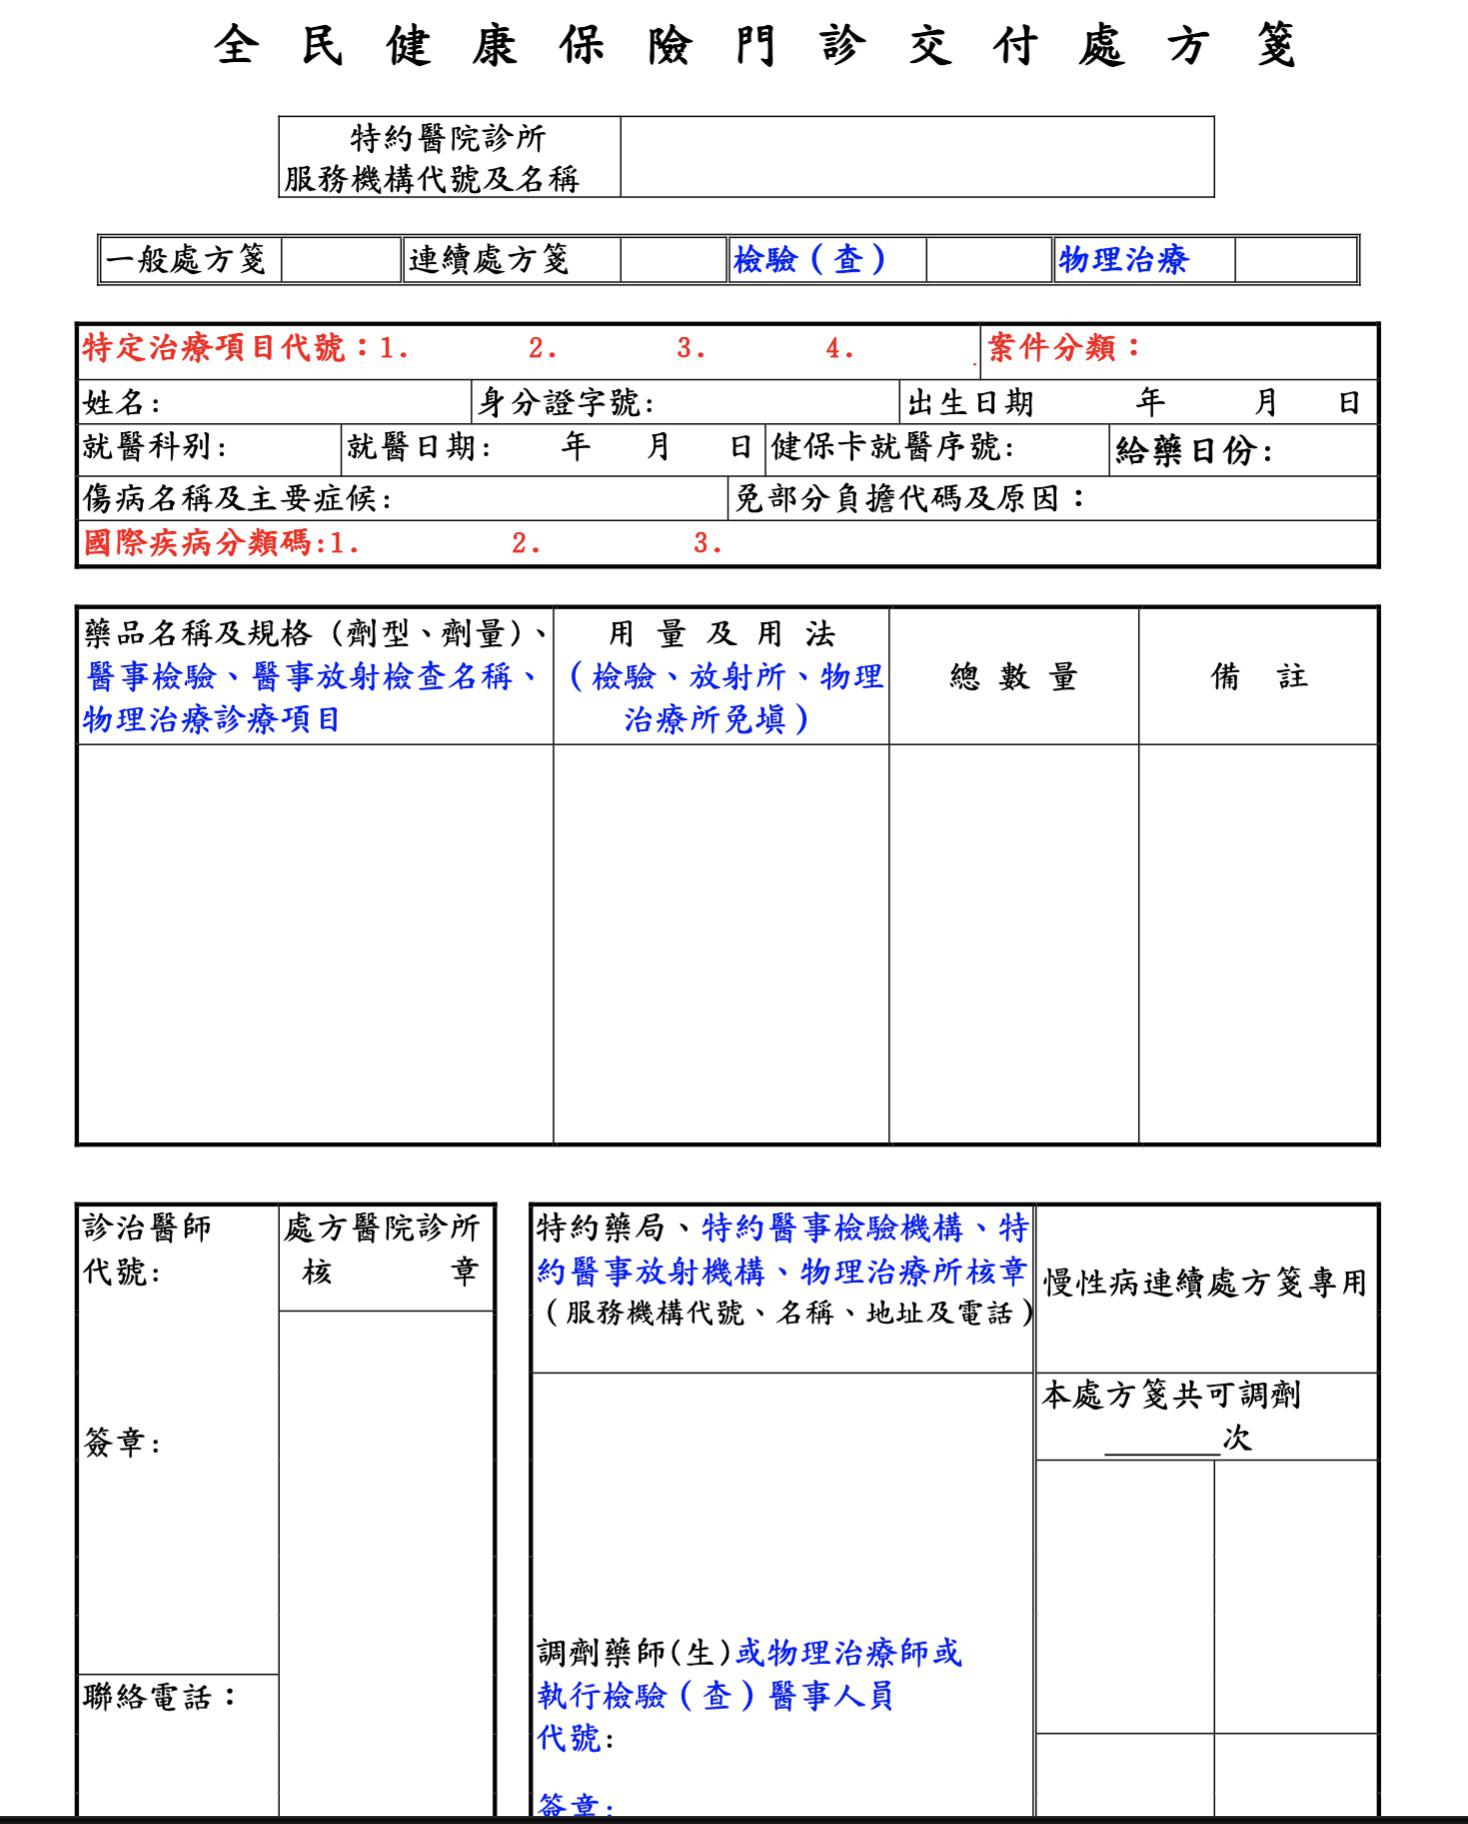 全民健康保險門診交付處方箋
特約醫院診所
服務機構代號及名稱
一般處方箋 連續處方箋 檢驗（查） 物理治療
特定治療項目代號：1. 2. 3. 4. 案件分類：
姓名: 身分證字號: 出生日期 年 月 日
就醫科別: 就醫日期: 年 月 日 健保卡就醫序號: 給藥日份:
傷病名稱及主要症候: 免部分負擔代碼及原因：
國際疾病分類碼:1. 2. 3.
藥品名稱及規格（劑型、劑量）、
醫事檢驗、醫事放射檢查名稱、
物理治療診療項目
用量及用法
（檢驗、放射所、物理
治療所免填）
總數量
備註
診治醫師
代號:
簽章:
聯絡電話：
處方醫院診所
核章
特約藥局、特約醫事檢驗機構、特
約醫事放射機構、物理治療所核章
（服務機構代號、名稱、地址及電話）
調劑藥師(生)或物理治療師或
執行檢驗（查）醫事人員
代號:
簽章:
慢性病連續處方箋專用
本處方箋共可調劑
_______次